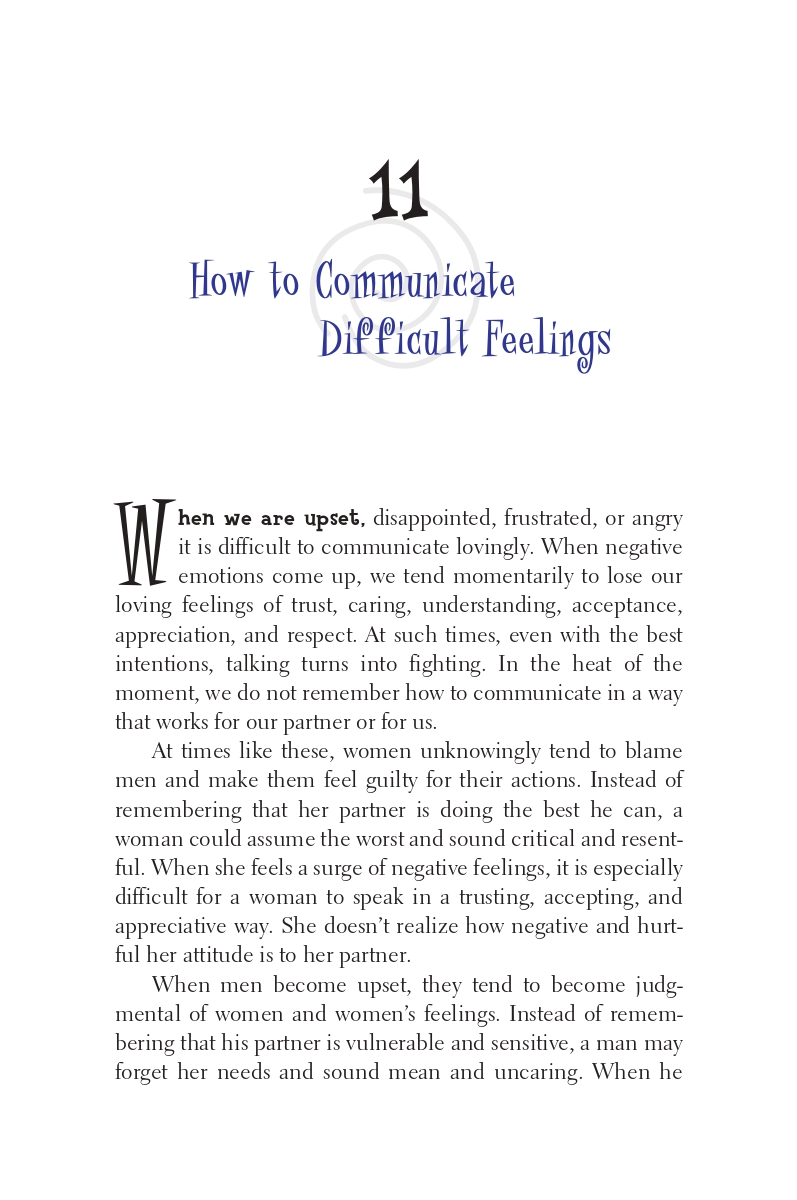 11
How to Communicate
Difficult Feelings
When we are upset, disappointed, frustrated, or angry
it is difficult to communicate lovingly. When negative
emotions come up, we tend momentarily to lose our
loving feelings of trust, caring, understanding, acceptance,
appreciation, and respect. At such times, even with the best
intentions, talking turns into fighting. In the heat of the
moment, we do not remember how to communicate in a way
that works for our partner or for us.
At times like these, women unknowingly tend to blame
men and make them feel guilty for their actions. Instead of
remembering that her partner is doing the best he can, a
woman could assume the worst and sound critical and resent-
ful. When she feels a surge of negative feelings, it is especially
difficult for a woman to speak in a trusting, accepting, and
appreciative way. She doesn’t realize how negative and hurt-
ful her attitude is to her partner.
When men become upset, they tend to become judg-
mental of women and women’s feelings. Instead of remem-
bering that his partner is vulnerable and sensitive, a man may
forget her needs and sound mean and uncaring. When he